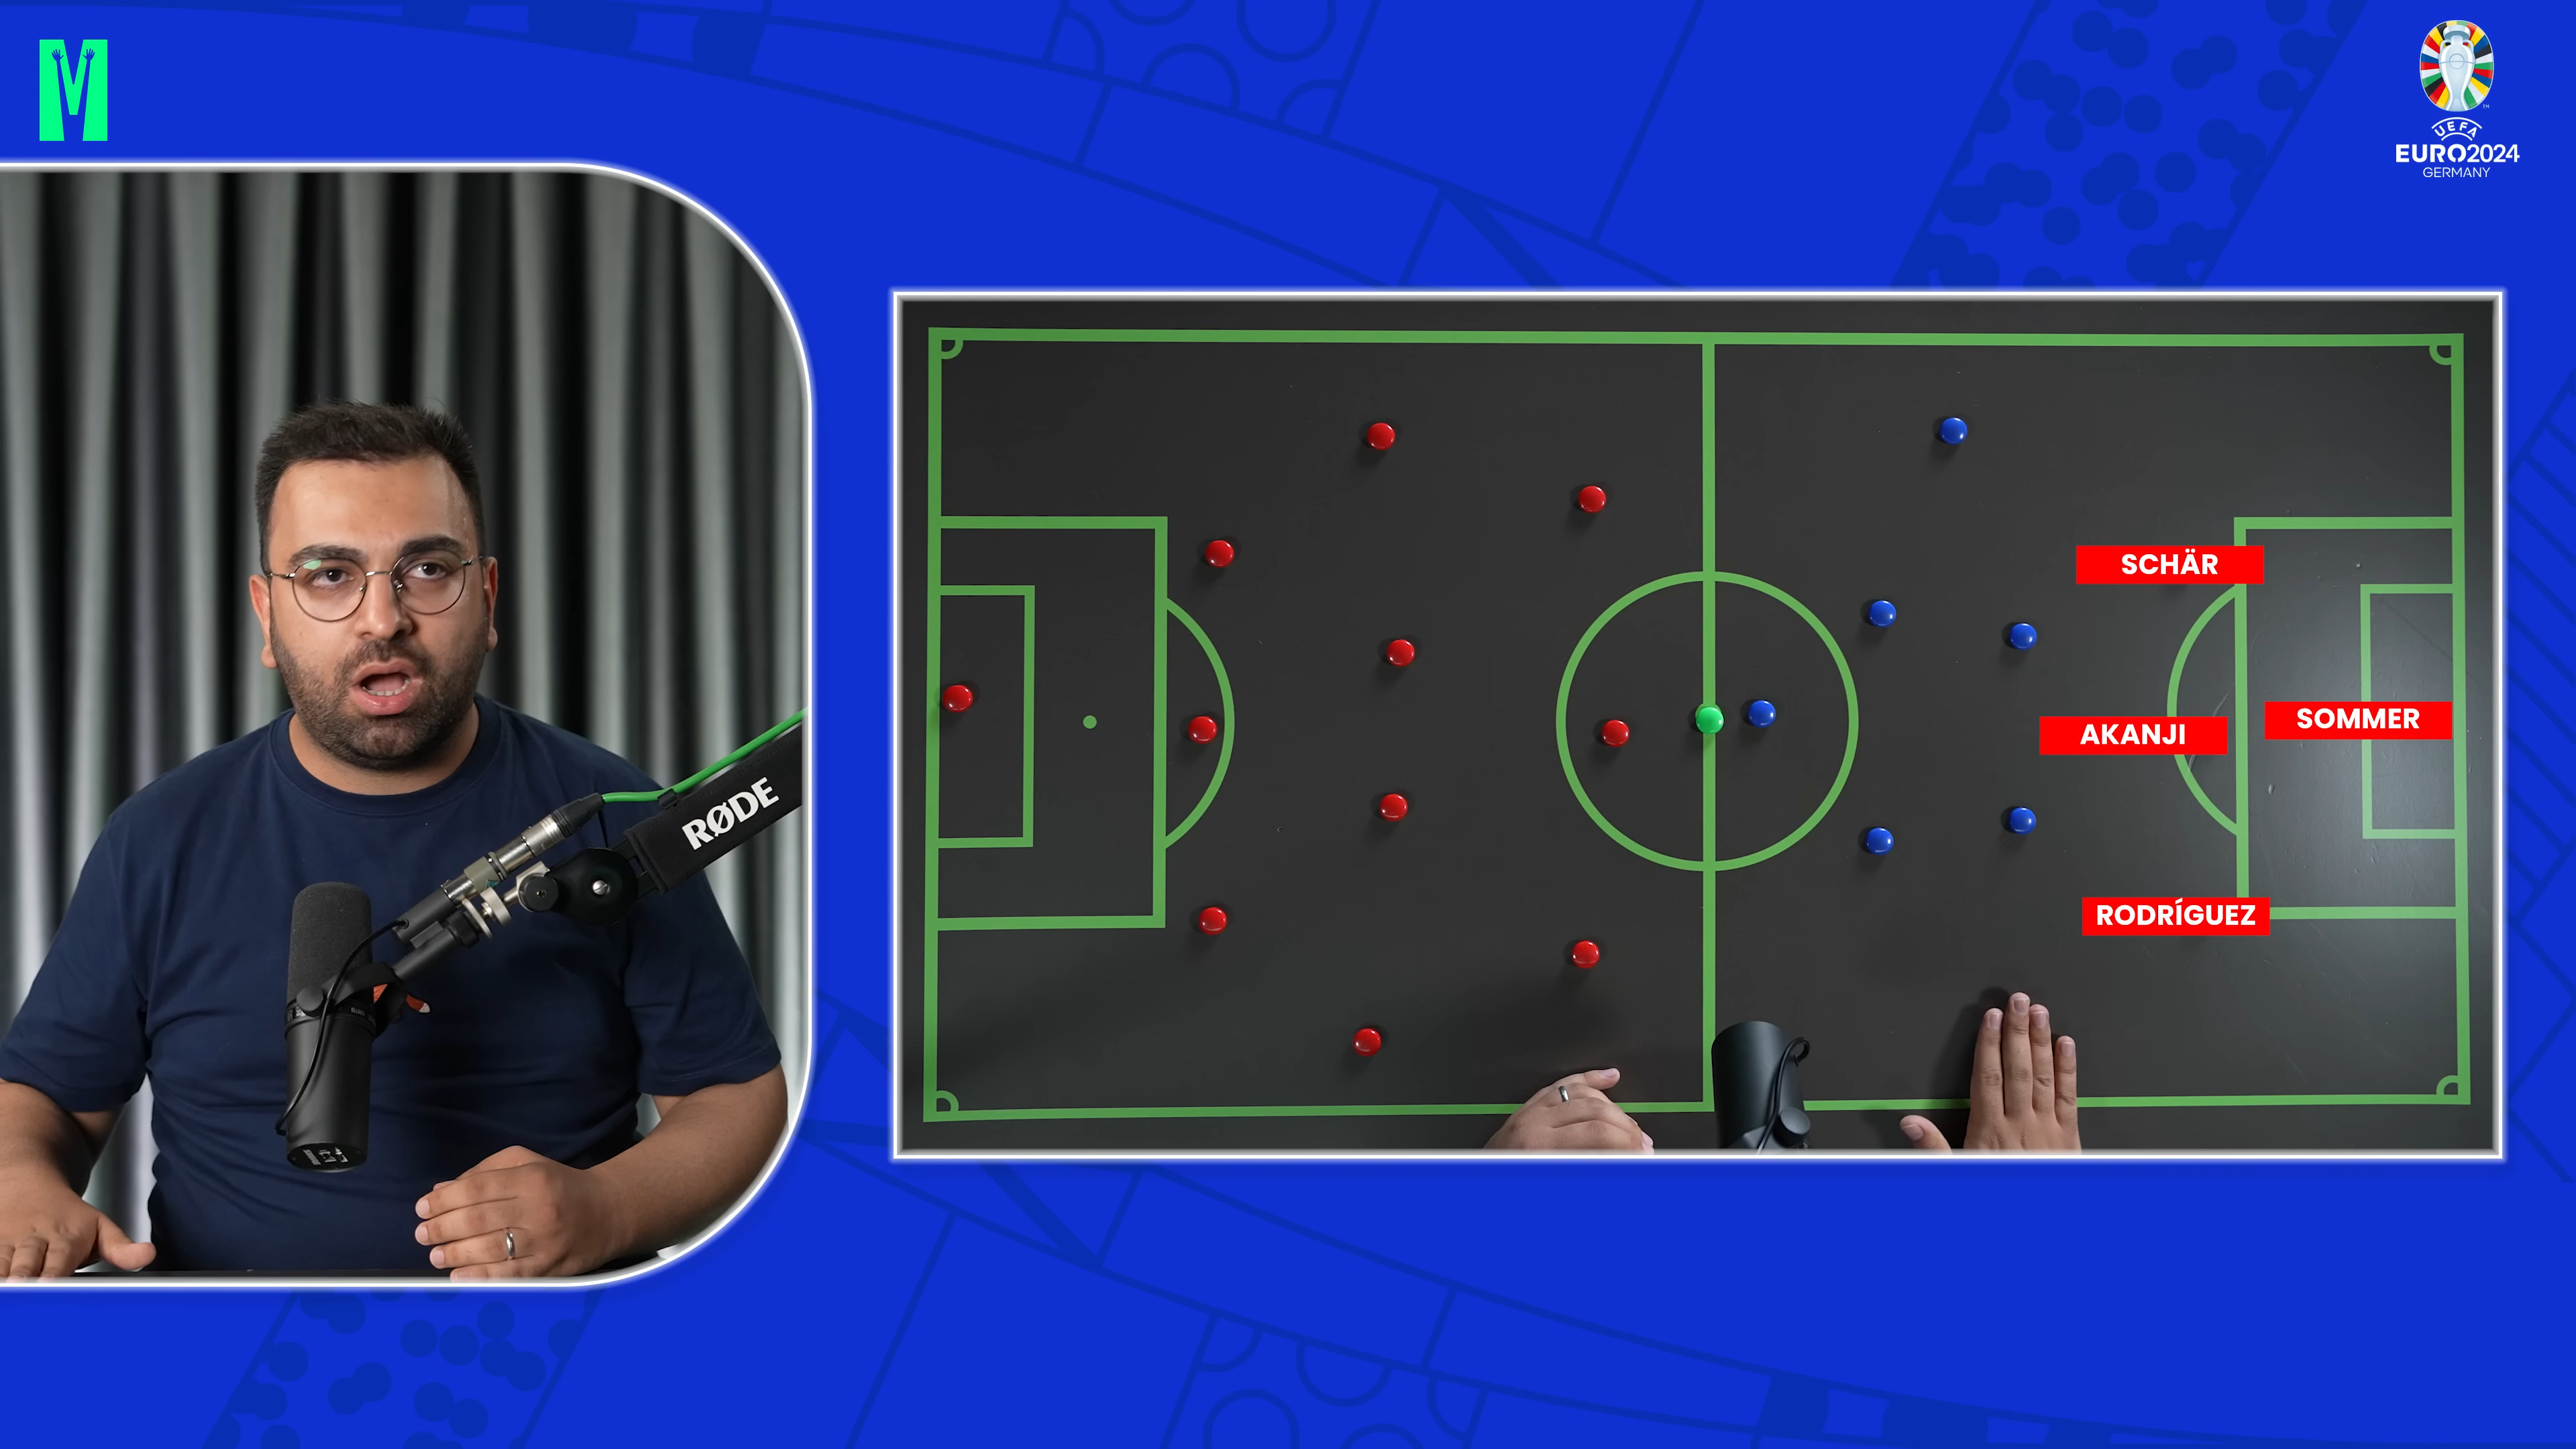 UEFA
EURO2024
GERMANY
RØDE
SCHÄR
SOMMER
AKANJI
RODRÍGUEZ